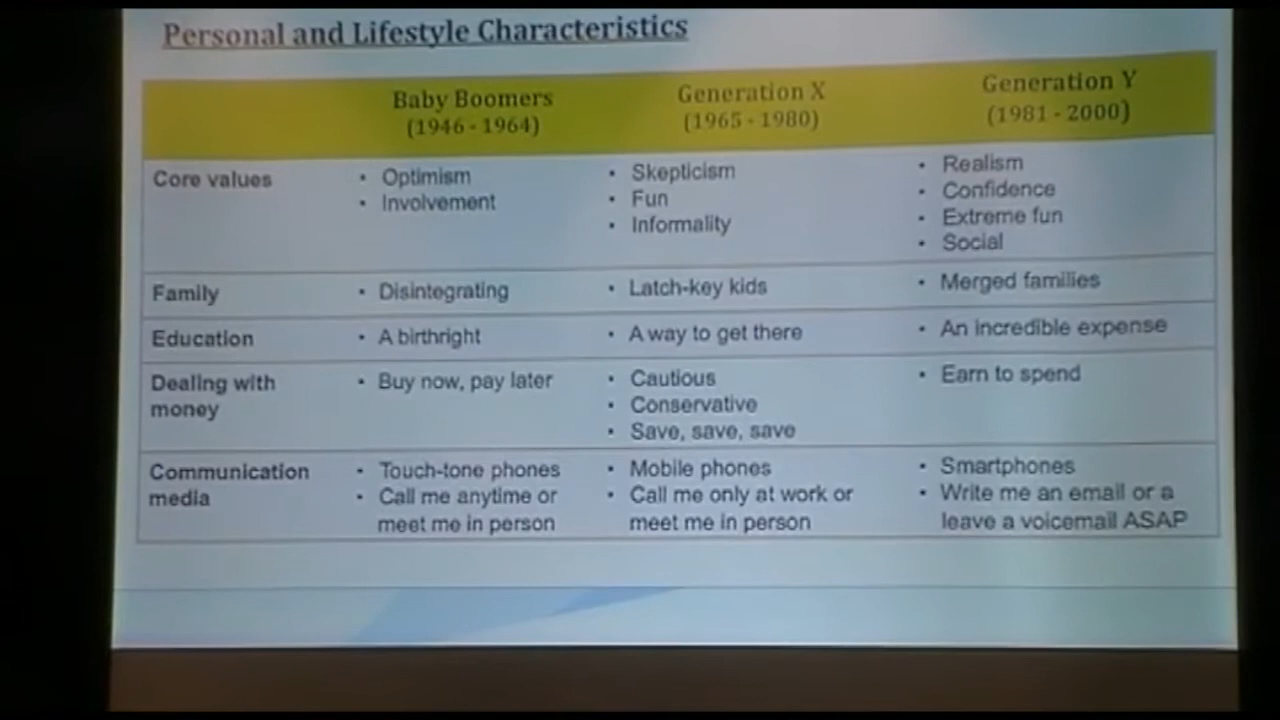 Personal and Lifestyle Characteristics
Baby Boomers
(1946 - 1964)
Generation X
(1965 - 1980)
Generation Y
(1981 - 2000)
Core values
• Optimism
• Involvement
• Skepticism
• Fun
• Informality
• Realism
• Confidence
• Extreme fun
• Social
Family
• Disintegrating
• Latch-key kids
• Merged families
Education
• A birthright
• A way to get there
• An incredible expense
Dealing with
money
• Buy now, pay later
• Cautious
• Conservative
• Save, save, save
• Earn to spend
Communication
media
• Touch-tone phones
• Call me anytime or
meet me in person
• Mobile phones
• Call me only at work or
meet me in person
• Smartphones
• Write me an email or a
leave a voicemail ASAP